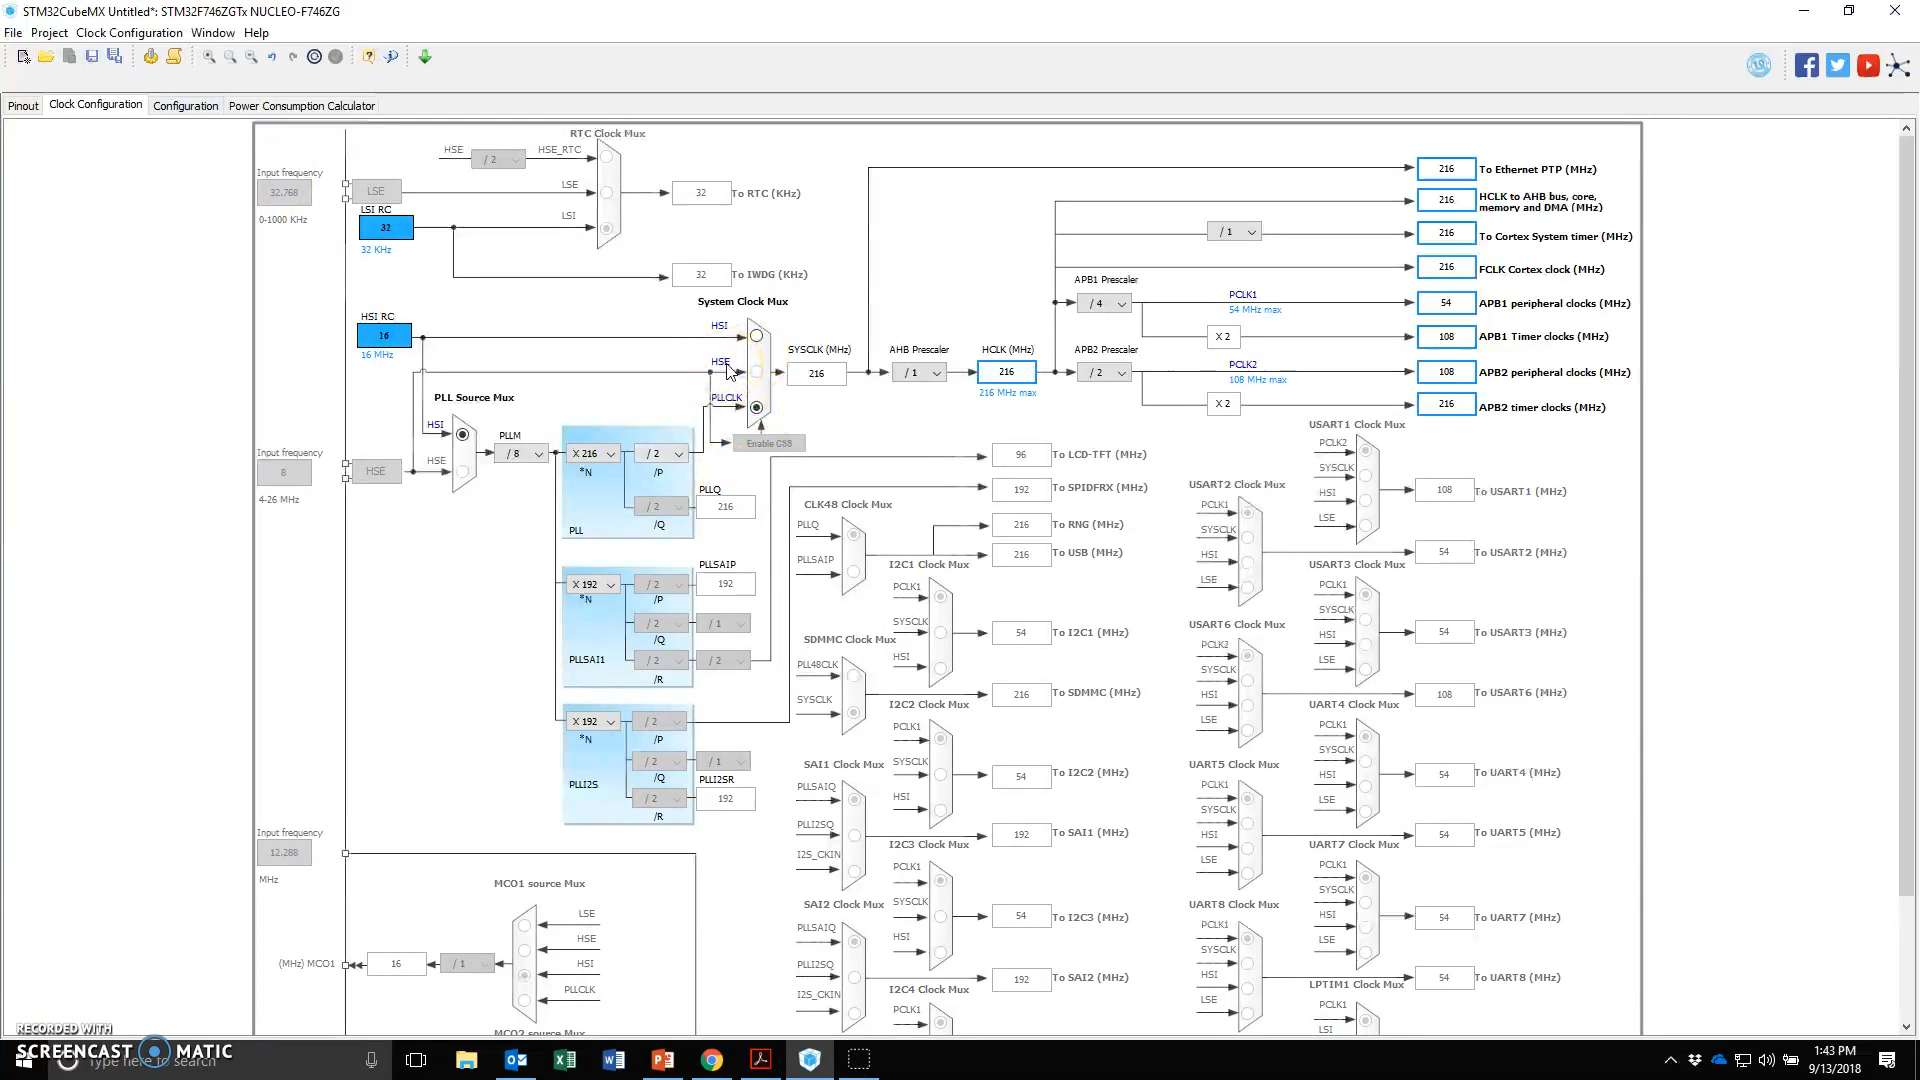 STM32CubeMX Untitled*: STM32F746ZGTx NUCLEO-F746ZG
File Project Clock Configuration Window Help
19
Pinout Clock Configuration Configuration Power Consumption Calculator
RTC Clock Mux
HSE / 2 HSE_RTC
Input frequency
32.768
0-1000 KHz
LSE LSE
32 To RTC (KHz)
LSI RC
32
32 KHz
LSI
32 To IWDG (KHz)
System Clock Mux
HSI RC
16
16 MHz
HSI
HSE
PLLCLK
Enable CSS
SYSCLK (MHz)
216
AHB Prescaler
/ 1
HCLK (MHz)
216
216 MHz max
216 To Ethernet PTP (MHz)
216 HCLK to AHB bus, core,
memory and DMA (MHz)
/ 1 216 To Cortex System timer (MHz)
216 FCLK Cortex clock (MHz)
APB1 Prescaler
/ 4
PCLK1
54 MHz max
54 APB1 peripheral clocks (MHz)
X 2 108 APB1 Timer clocks (MHz)
APB2 Prescaler
/ 2
PCLK2
108 MHz max
108 APB2 peripheral clocks (MHz)
X 2 216 APB2 timer clocks (MHz)
PLL Source Mux
HSI
HSE
Input frequency
8
4-26 MHz
HSE
PLLM
/ 8
X 216 / 2
*N /P
PLLQ
/ 2 216
/Q
PLL
PLLSAIP
X 192 / 2 192
*N /P
/ 2 / 1
/Q
PLLSAI1
/ 2 / 2
/R
X 192 / 2
*N /P
/ 2 / 1
/Q
PLLI2S PLLI2SR
/ 2 192
/R
96 To LCD-TFT (MHz)
192 To SPIDFRX (MHz)
CLK48 Clock Mux
PLLQ
PLLSAIP
216 To RNG (MHz)
216 To USB (MHz)
I2C1 Clock Mux
PCLK1
SYSCLK
HSI
54 To I2C1 (MHz)
SDMMC Clock Mux
PLL48CLK
SYSCLK
216 To SDMMC (MHz)
I2C2 Clock Mux
PCLK1
SYSCLK
HSI
54 To I2C2 (MHz)
SAI1 Clock Mux
PLLSAIQ
PLLI2SQ
I2S_CKIN
192 To SAI1 (MHz)
I2C3 Clock Mux
PCLK1
SYSCLK
HSI
54 To I2C3 (MHz)
SAI2 Clock Mux
PLLSAIQ
PLLI2SQ
I2S_CKIN
192 To SAI2 (MHz)
I2C4 Clock Mux
PCLK1
USART1 Clock Mux
PCLK2
SYSCLK
HSI
LSE
108 To USART1 (MHz)
USART2 Clock Mux
PCLK1
SYSCLK
HSI
LSE
54 To USART2 (MHz)
USART3 Clock Mux
PCLK1
SYSCLK
HSI
LSE
54 To USART3 (MHz)
USART6 Clock Mux
PCLK2
SYSCLK
HSI
LSE
108 To USART6 (MHz)
UART4 Clock Mux
PCLK1
SYSCLK
HSI
LSE
54 To UART4 (MHz)
UART5 Clock Mux
PCLK1
SYSCLK
HSI
LSE
54 To UART5 (MHz)
UART7 Clock Mux
PCLK1
SYSCLK
HSI
LSE
54 To UART7 (MHz)
UART8 Clock Mux
PCLK1
SYSCLK
HSI
LSE
54 To UART8 (MHz)
LPTIM1 Clock Mux
PCLK1
LSI
Input frequency
12.288
MHz
MCO1 source Mux
LSE
HSE
HSI
PLLCLK
(MHz) MCO1 16 / 1
MCO2 source Mux
RECORDED WITH
SCREENCAST MATIC
Type here to search
1:43 PM
9/13/2018